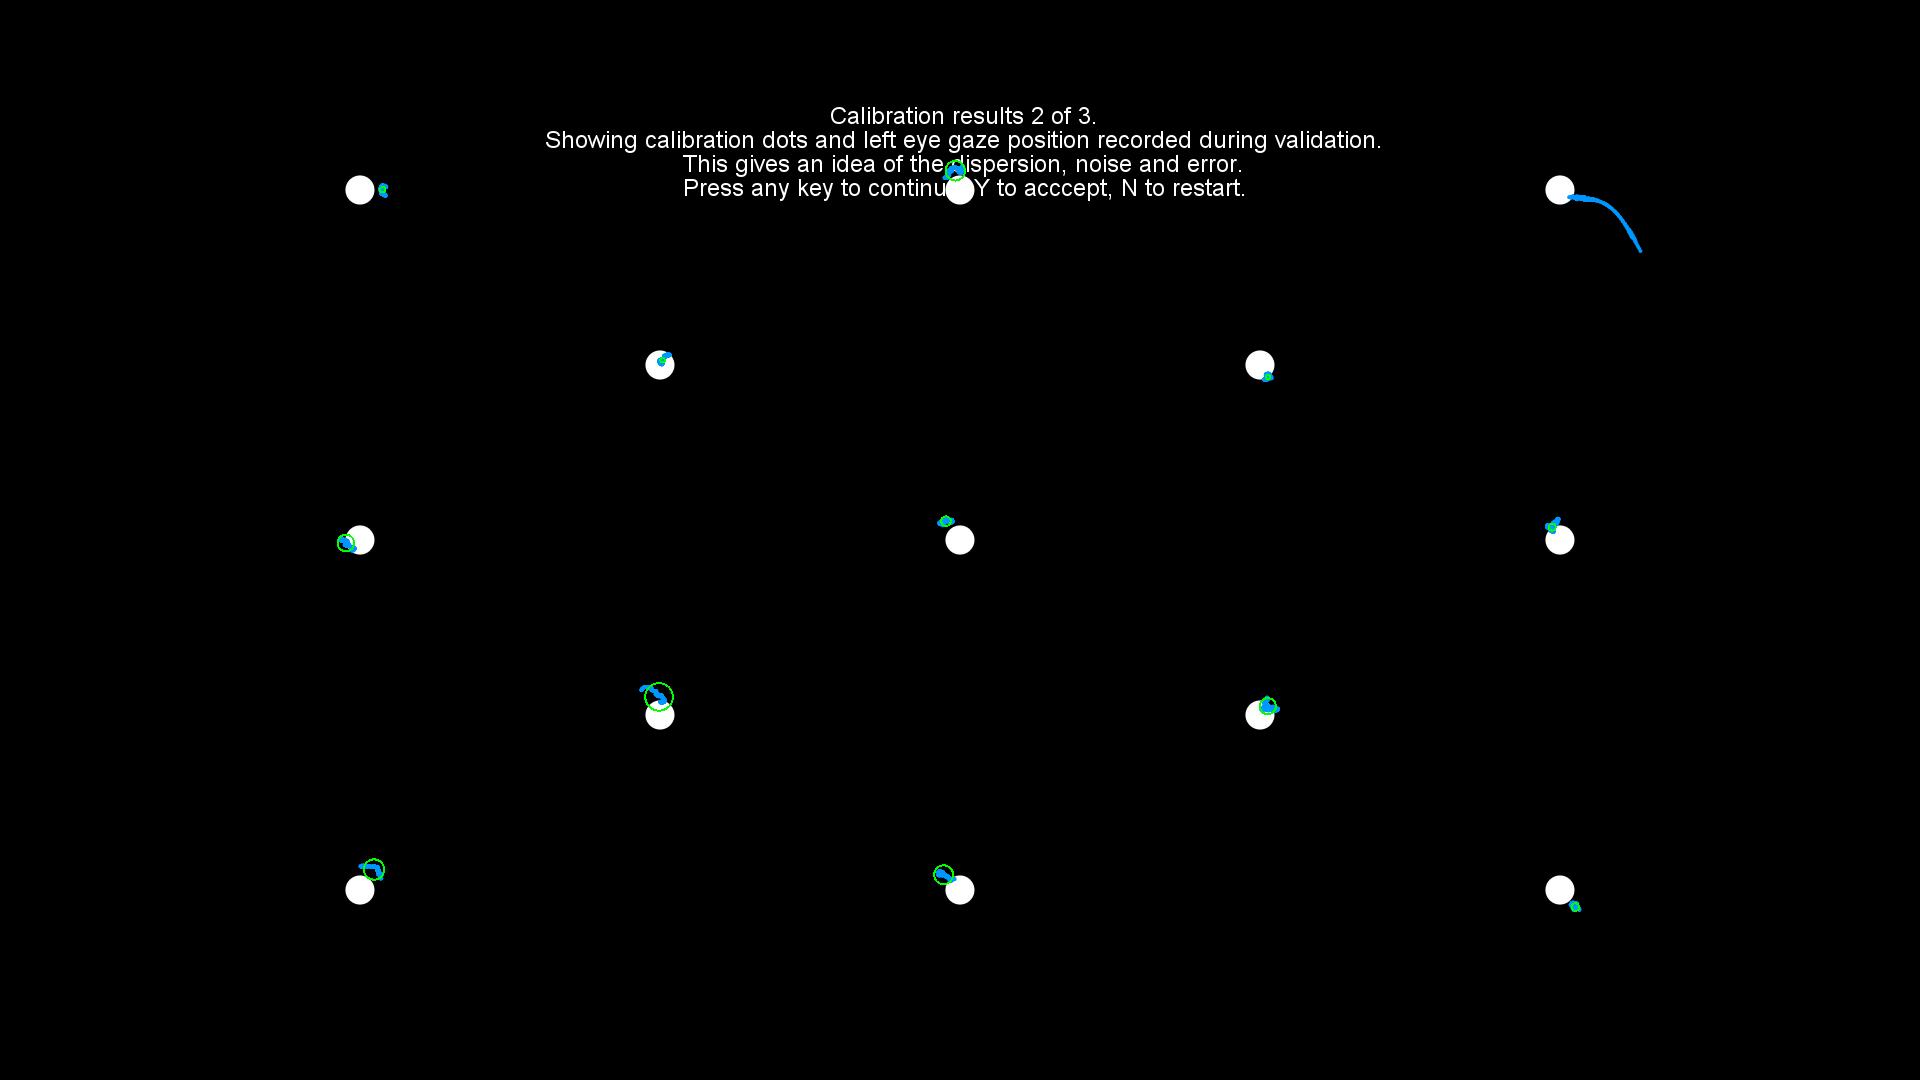 Calibration results 2 of 3.
Showing calibration dots and left eye gaze position recorded during validation.
This gives an idea of the dispersion, noise and error.
Press any key to continue, Y to acccept, N to restart.